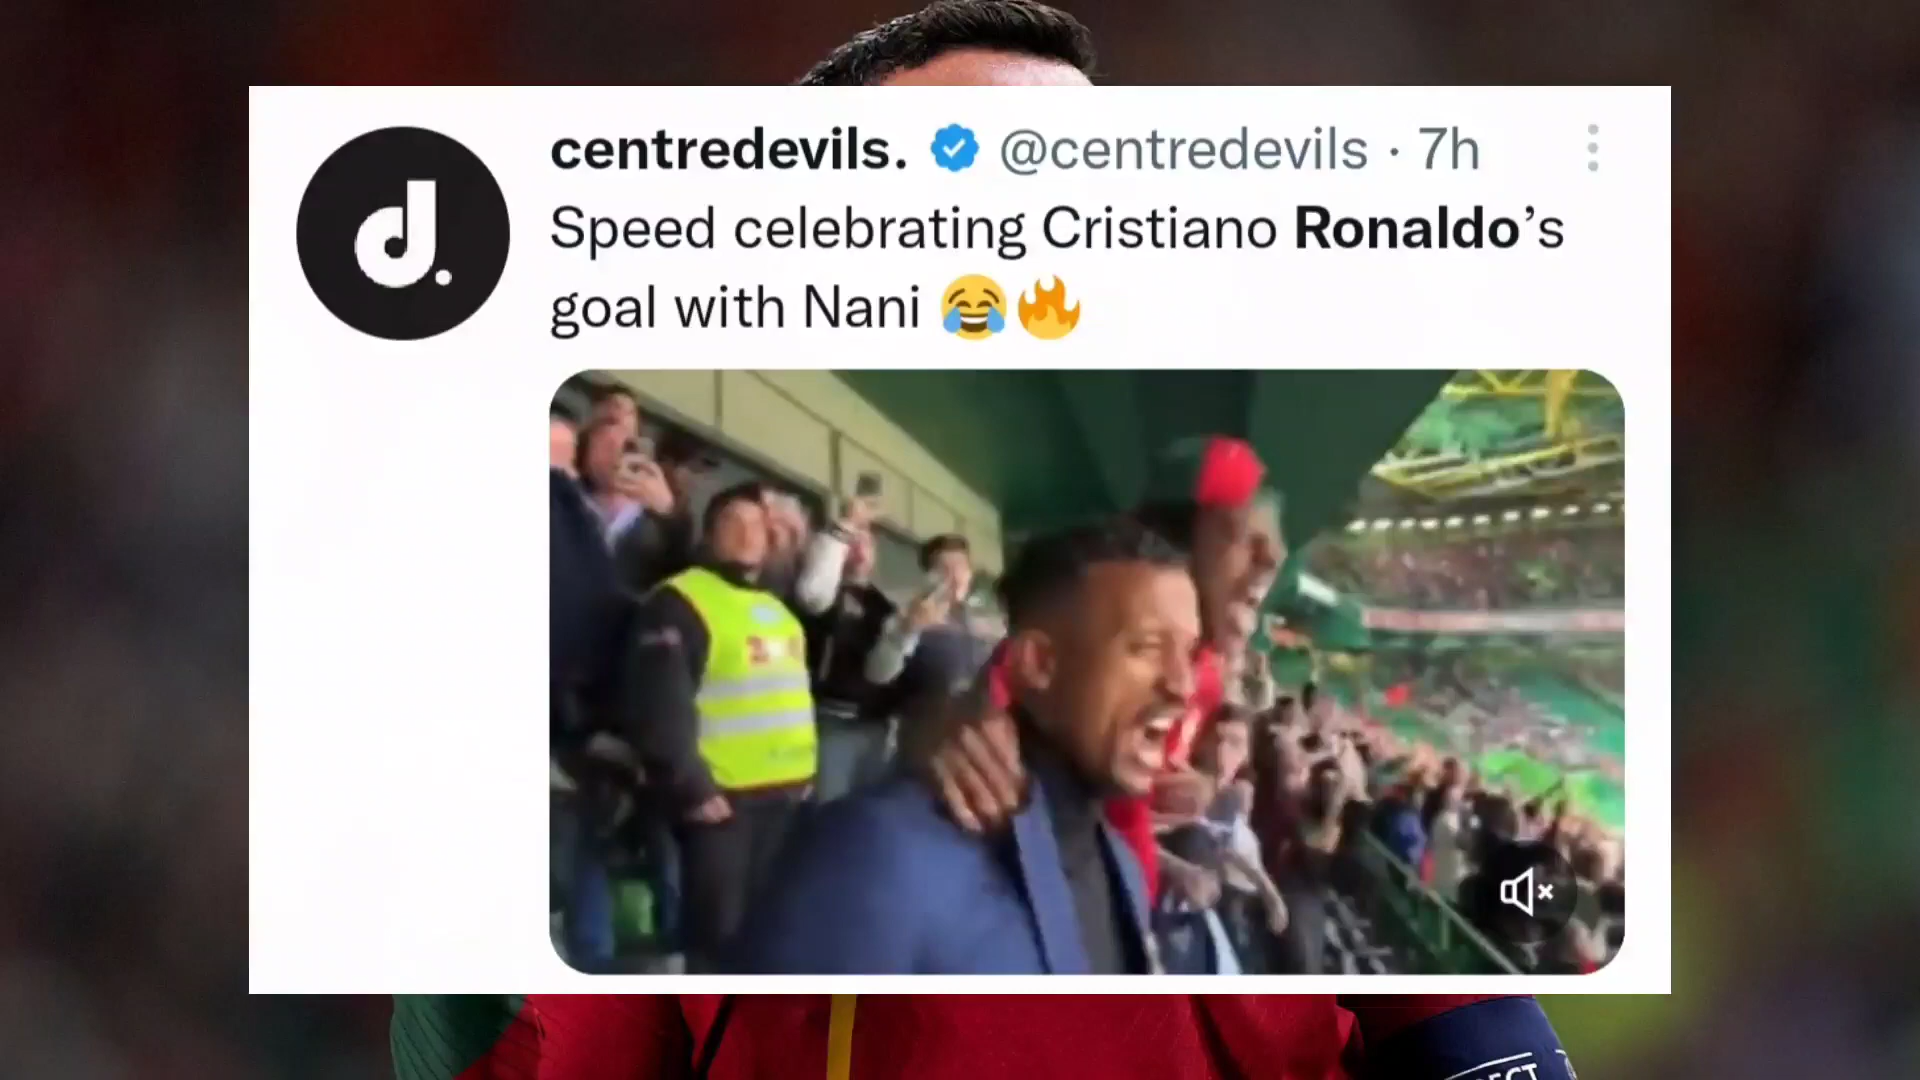 centredevils. @centredevils · 7h
Speed celebrating Cristiano Ronaldo’s
goal with Nani 😂🔥
d.